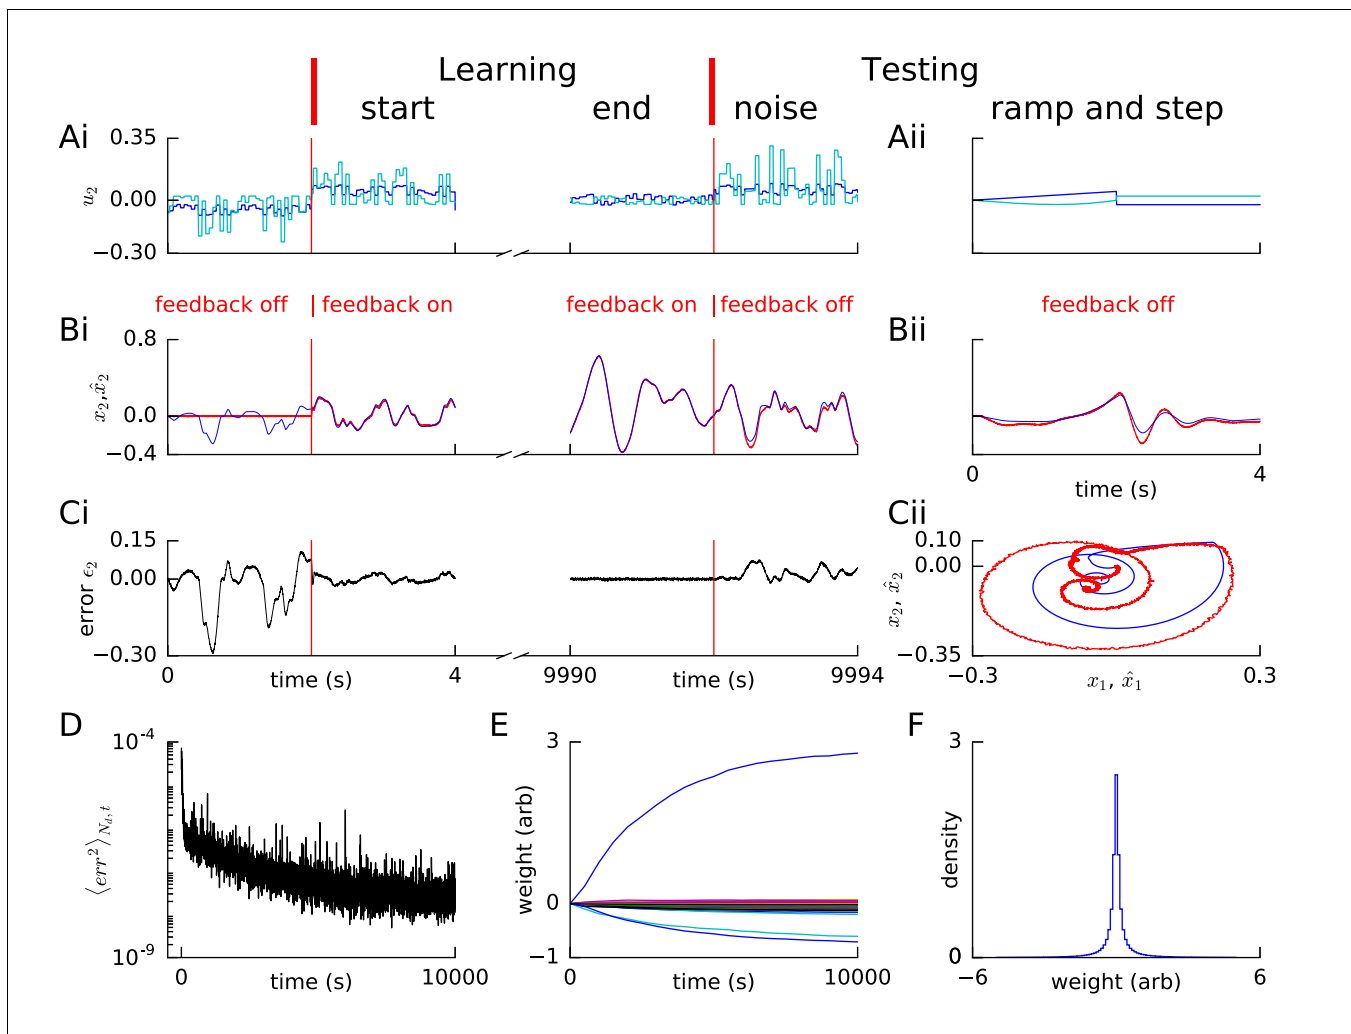 Learning
Testing
start
end
noise
ramp and step
Ai
0.35
0.00
−0.30
u₂
Aii
feedback off
feedback on
feedback on
feedback off
feedback off
Bi
0.8
0.0
−0.4
x₂,x̂₂
Bii
0
4
time (s)
Ci
0.15
0.00
−0.30
error ϵ₂
0
time (s)
4
9990
time (s)
9994
Cii
0.10
0.00
−0.35
x₂, x̂₂
−0.3
x₁, x̂₁
0.3
D
10⁻⁴
10⁻⁹
⟨err²⟩_{N_d,t}
0
time (s)
10000
E
3
0
−1
weight (arb)
0
time (s)
10000
F
3
0
density
−6
weight (arb)
6